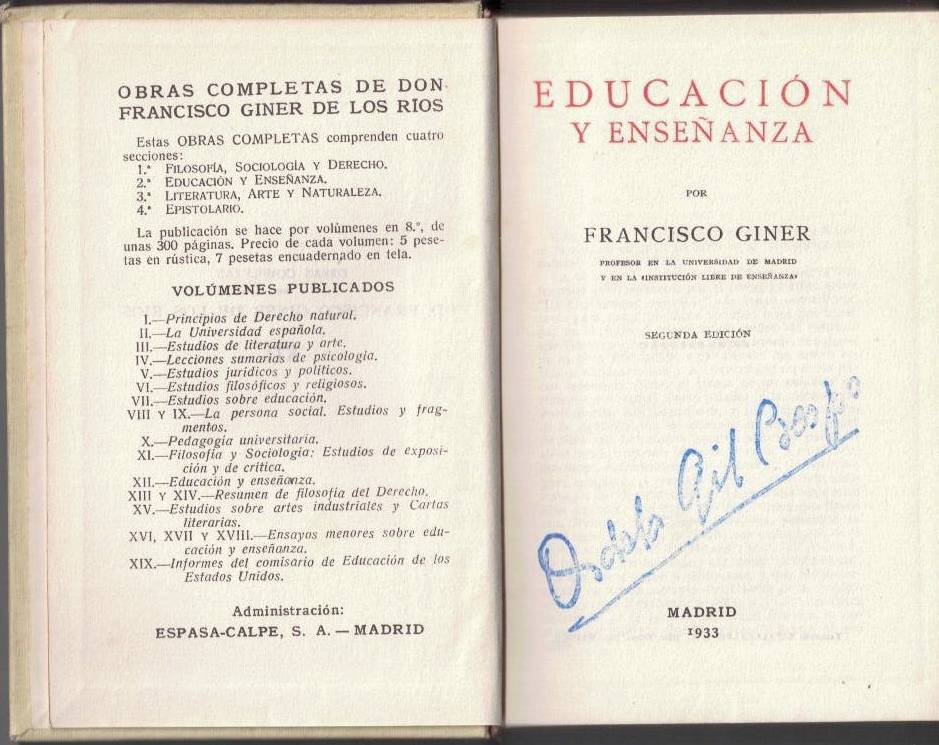 OBRAS COMPLETAS DE DON
FRANCISCO GINER DE LOS RIOS
Estas OBRAS COMPLETAS comprenden cuatro
secciones:
1.ª FILOSOFÍA, SOCIOLOGÍA Y DERECHO.
2.ª EDUCACIÓN Y ENSEÑANZA.
3.ª LITERATURA, ARTE Y NATURALEZA.
4.ª EPISTOLARIO.
La publicación se hace por volúmenes en 8.º, de
unas 300 páginas. Precio de cada volumen: 5 pese-
tas en rústica, 7 pesetas encuadernado en tela.
VOLÚMENES PUBLICADOS
I.—Principios de Derecho natural.
II.—La Universidad española.
III.—Estudios de literatura y arte.
IV.—Lecciones sumarias de psicología.
V.—Estudios jurídicos y políticos.
VI.—Estudios filosóficos y religiosos.
VII.—Estudios sobre educación.
VIII Y IX.—La persona social. Estudios y frag-
mentos.
X.—Pedagogía universitaria.
XI.—Filosofía y Sociología: Estudios de exposi-
ción y de crítica.
XII.—Educación y enseñanza.
XIII Y XIV.—Resumen de filosofía del Derecho.
XV.—Estudios sobre artes industriales y Cartas
literarias.
XVI, XVII Y XVIII.—Ensayos menores sobre edu-
cación y enseñanza.
XIX.—Informes del comisario de Educación de los
Estados Unidos.
Administración:
ESPASA-CALPE, S. A. — MADRID
EDUCACIÓN
Y ENSEÑANZA
POR
FRANCISCO GINER
PROFESOR EN LA UNIVERSIDAD DE MADRID
Y EN LA «INSTITUCIÓN LIBRE DE ENSEÑANZA»
SEGUNDA EDICIÓN
Gil Crespo
MADRID
1933